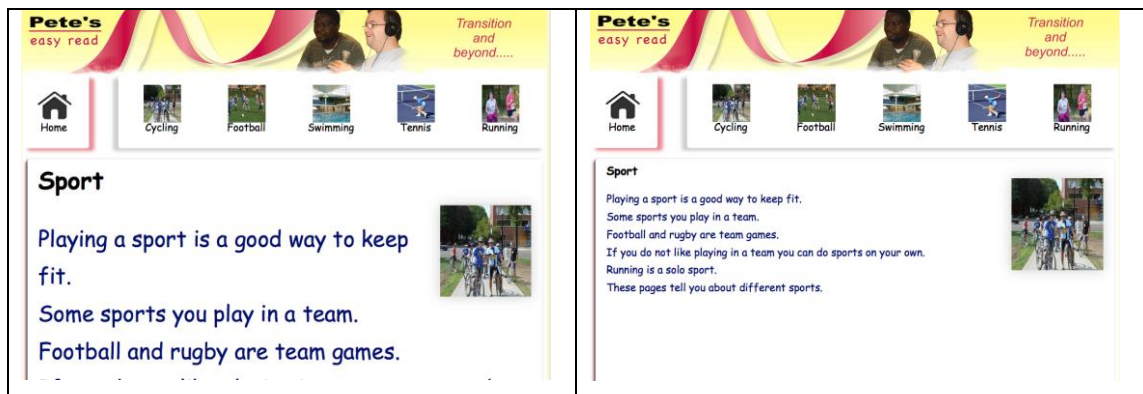 Pete's
easy read
Transition
and
beyond.....
Home
Cycling
Football
Swimming
Tennis
Running
Sport
Playing a sport is a good way to keep
fit.
Some sports you play in a team.
Football and rugby are team games.
Pete's
easy read
Transition
and
beyond.....
Home
Cycling
Football
Swimming
Tennis
Running
Sport
Playing a sport is a good way to keep fit.
Some sports you play in a team.
Football and rugby are team games.
If you do not like playing in a team you can do sports on your own.
Running is a solo sport.
These pages tell you about different sports.